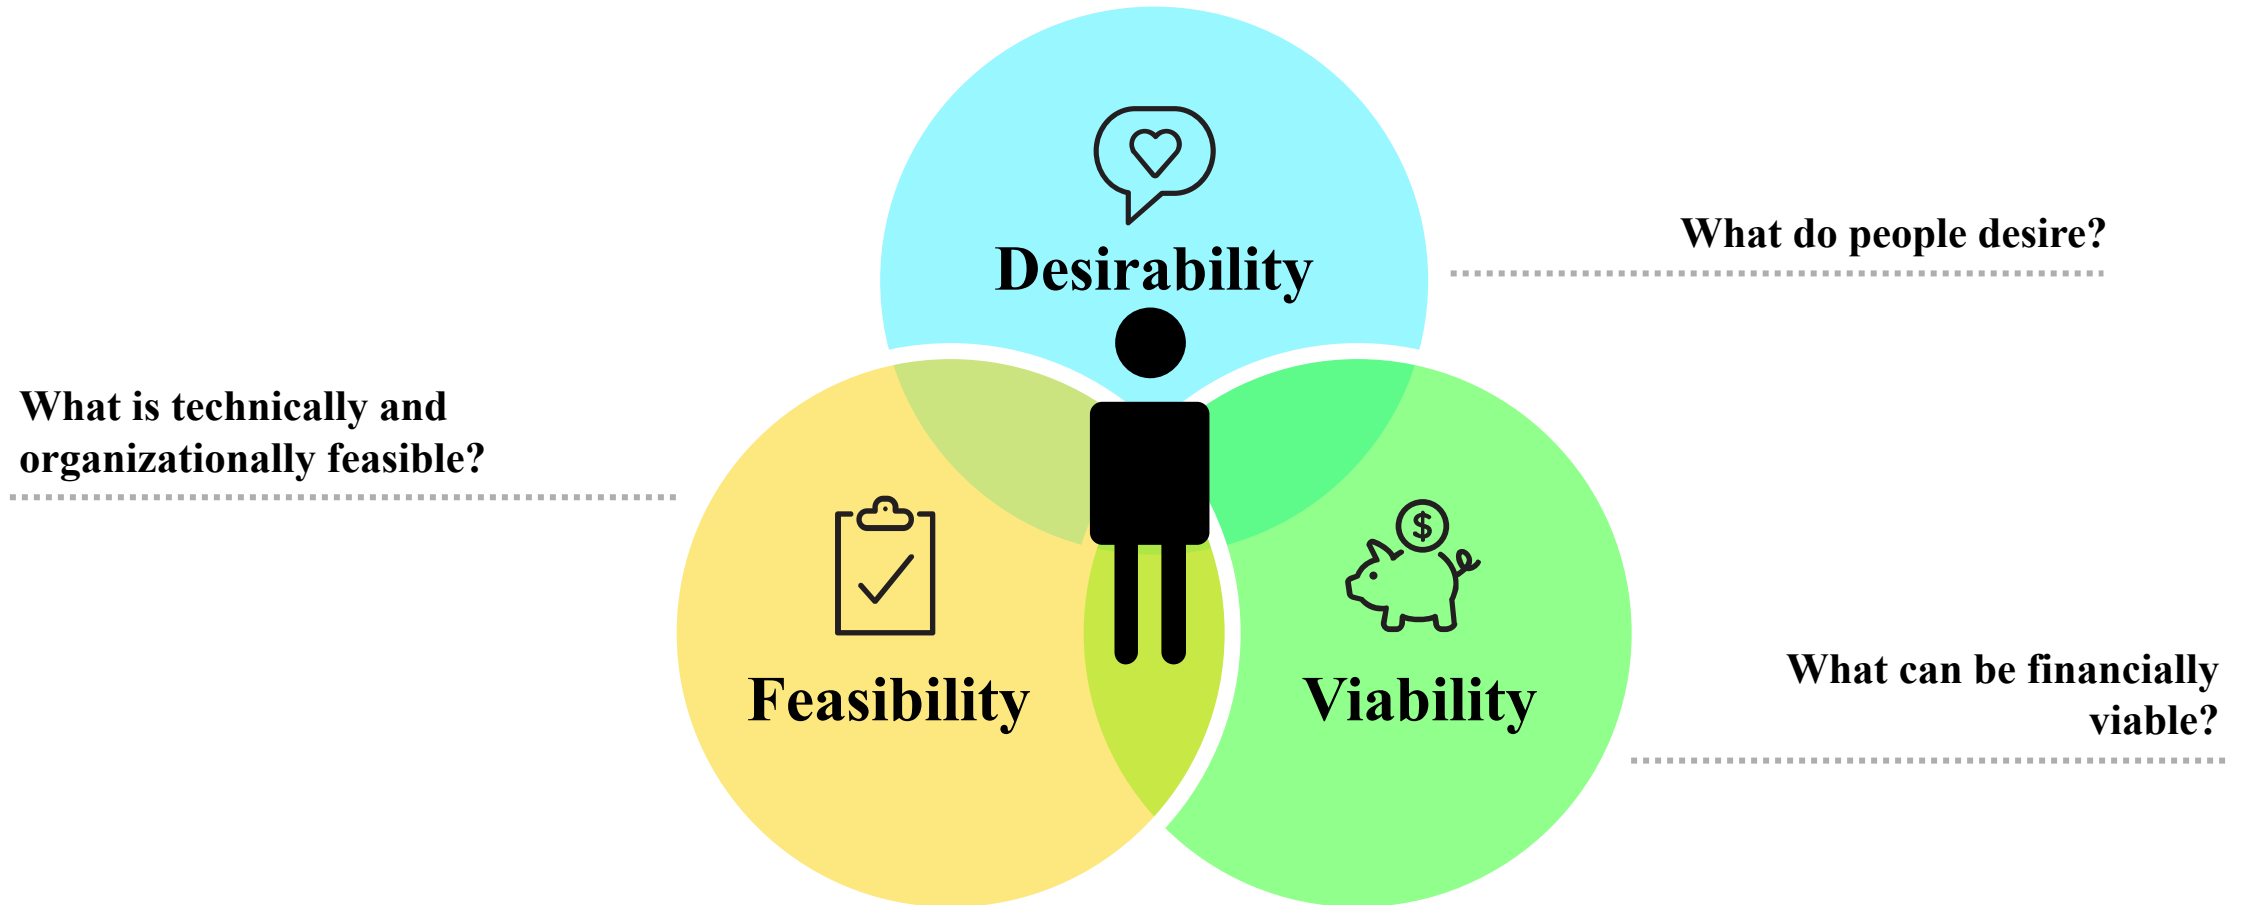 Desirability
What do people desire?
What is technically and
organizationally feasible?
$
Feasibility
Viability
What can be financially
viable?